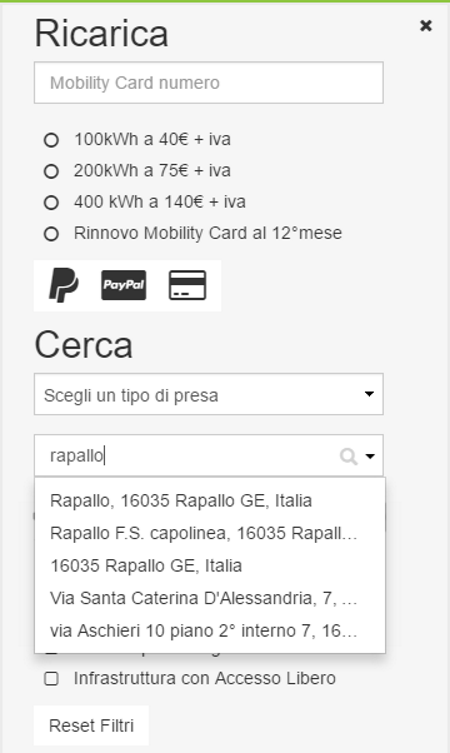 Ricarica
Mobility Card numero
100kWh a 40€ + iva
200kWh a 75€ + iva
400 kWh a 140€ + iva
Rinnovo Mobility Card al 12°mese
PayPal
Cerca
Scegli un tipo di presa
rapallo
Rapallo, 16035 Rapallo GE, Italia
Rapallo F.S. capolinea, 16035 Rapall...
16035 Rapallo GE, Italia
Via Santa Caterina D'Alessandria, 7, ...
via Aschieri 10 piano 2° interno 7, 16...
Infrastruttura con Accesso Libero
Reset Filtri